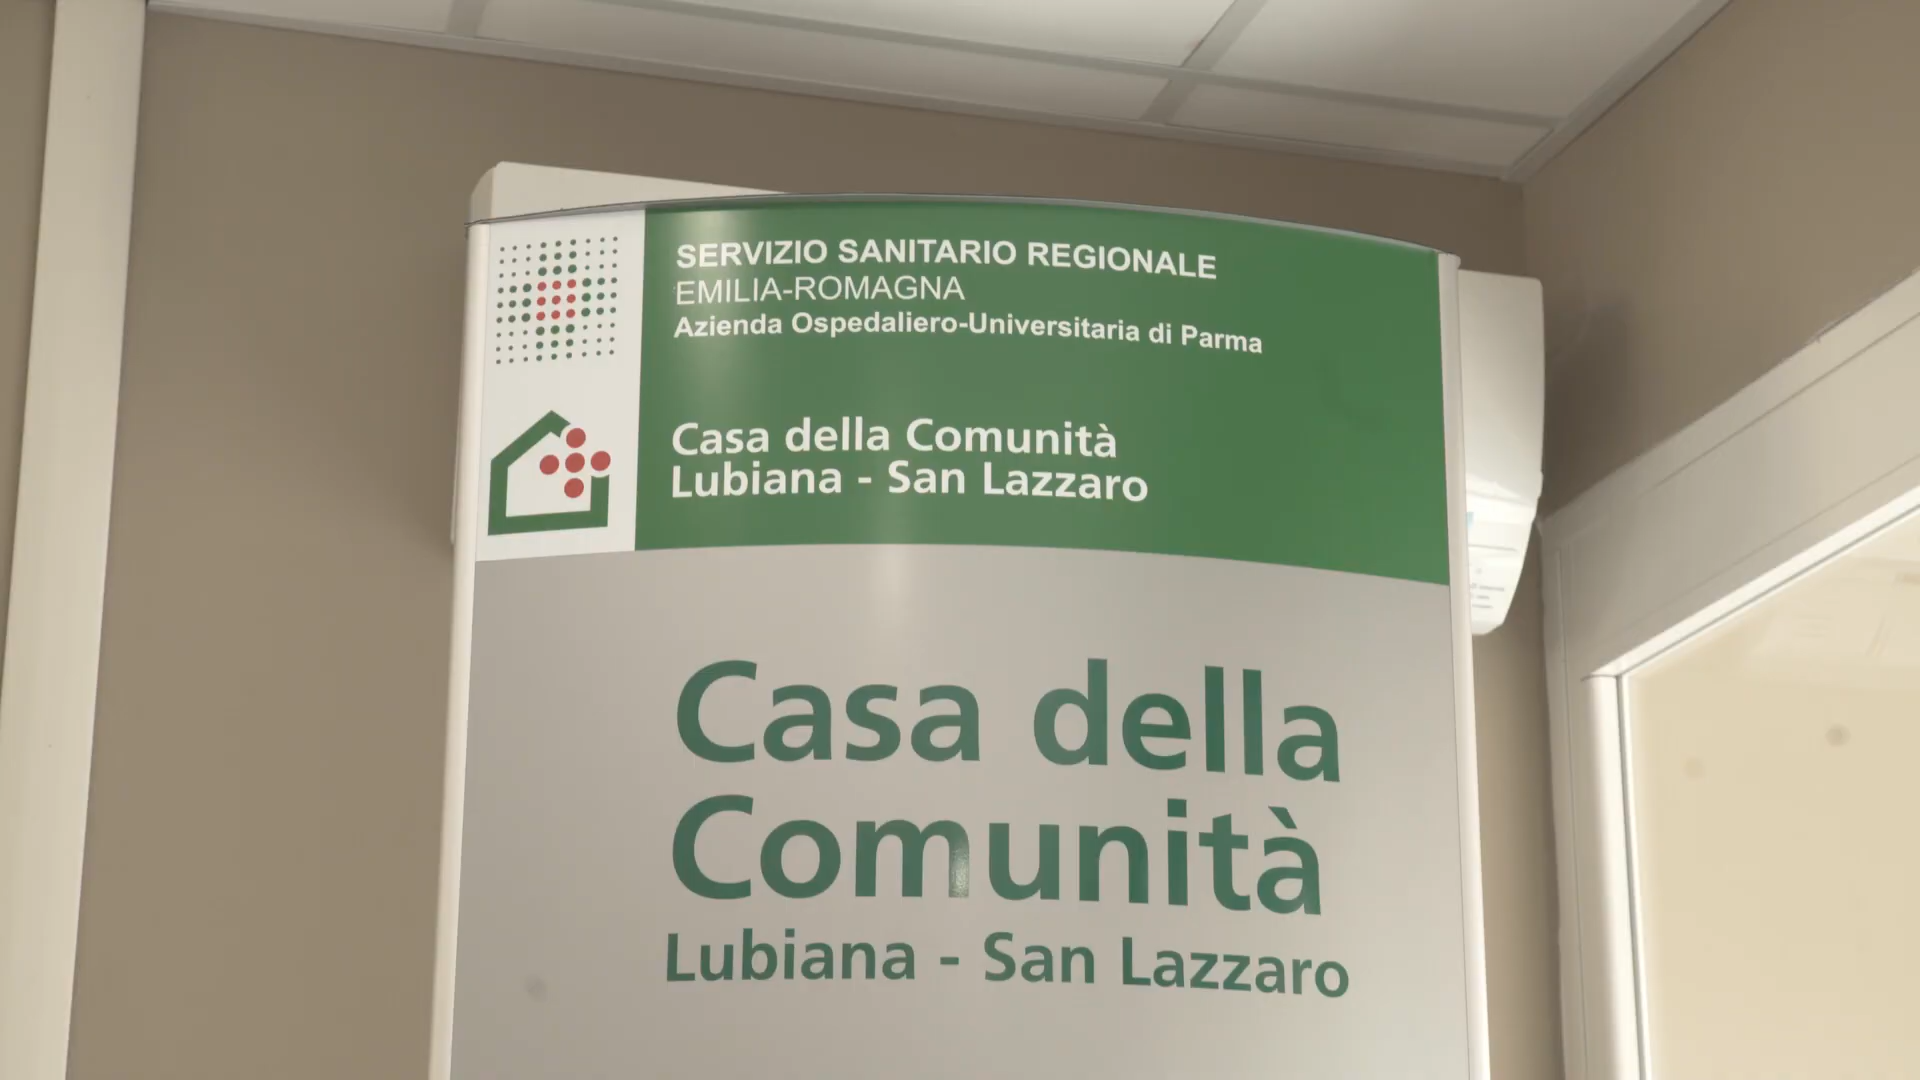 SERVIZIO SANITARIO REGIONALE
EMILIA-ROMAGNA
Azienda Ospedaliero-Universitaria di Parma
Casa della Comunità
Lubiana - San Lazzaro
Casa della
Comunità
Lubiana - San Lazzaro